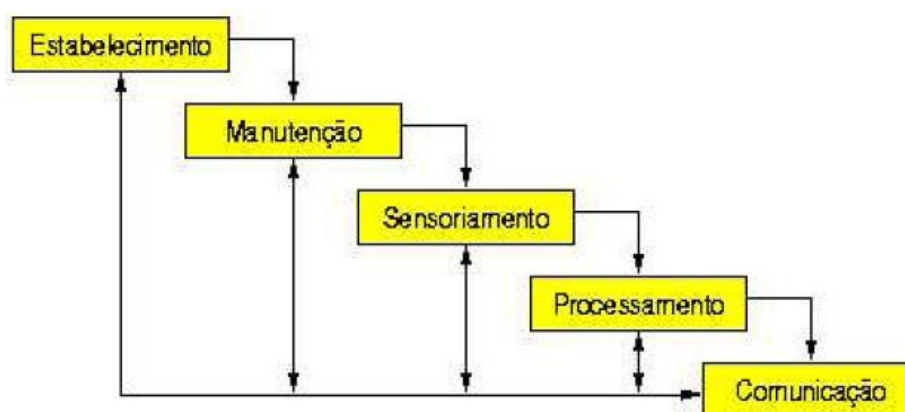 Estabelecimento
Manutenção
Sensoriamento
Processamento
Comunicação